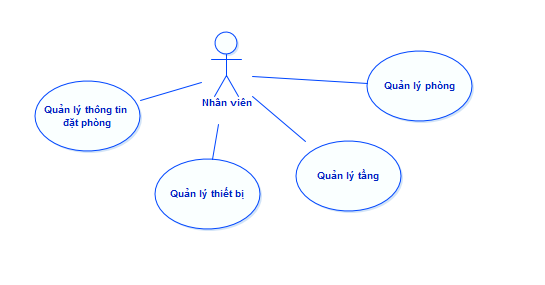 Nhân viên
Quản lý thông tin
đặt phòng
Quản lý thiết bị
Quản lý tầng
Quản lý phòng